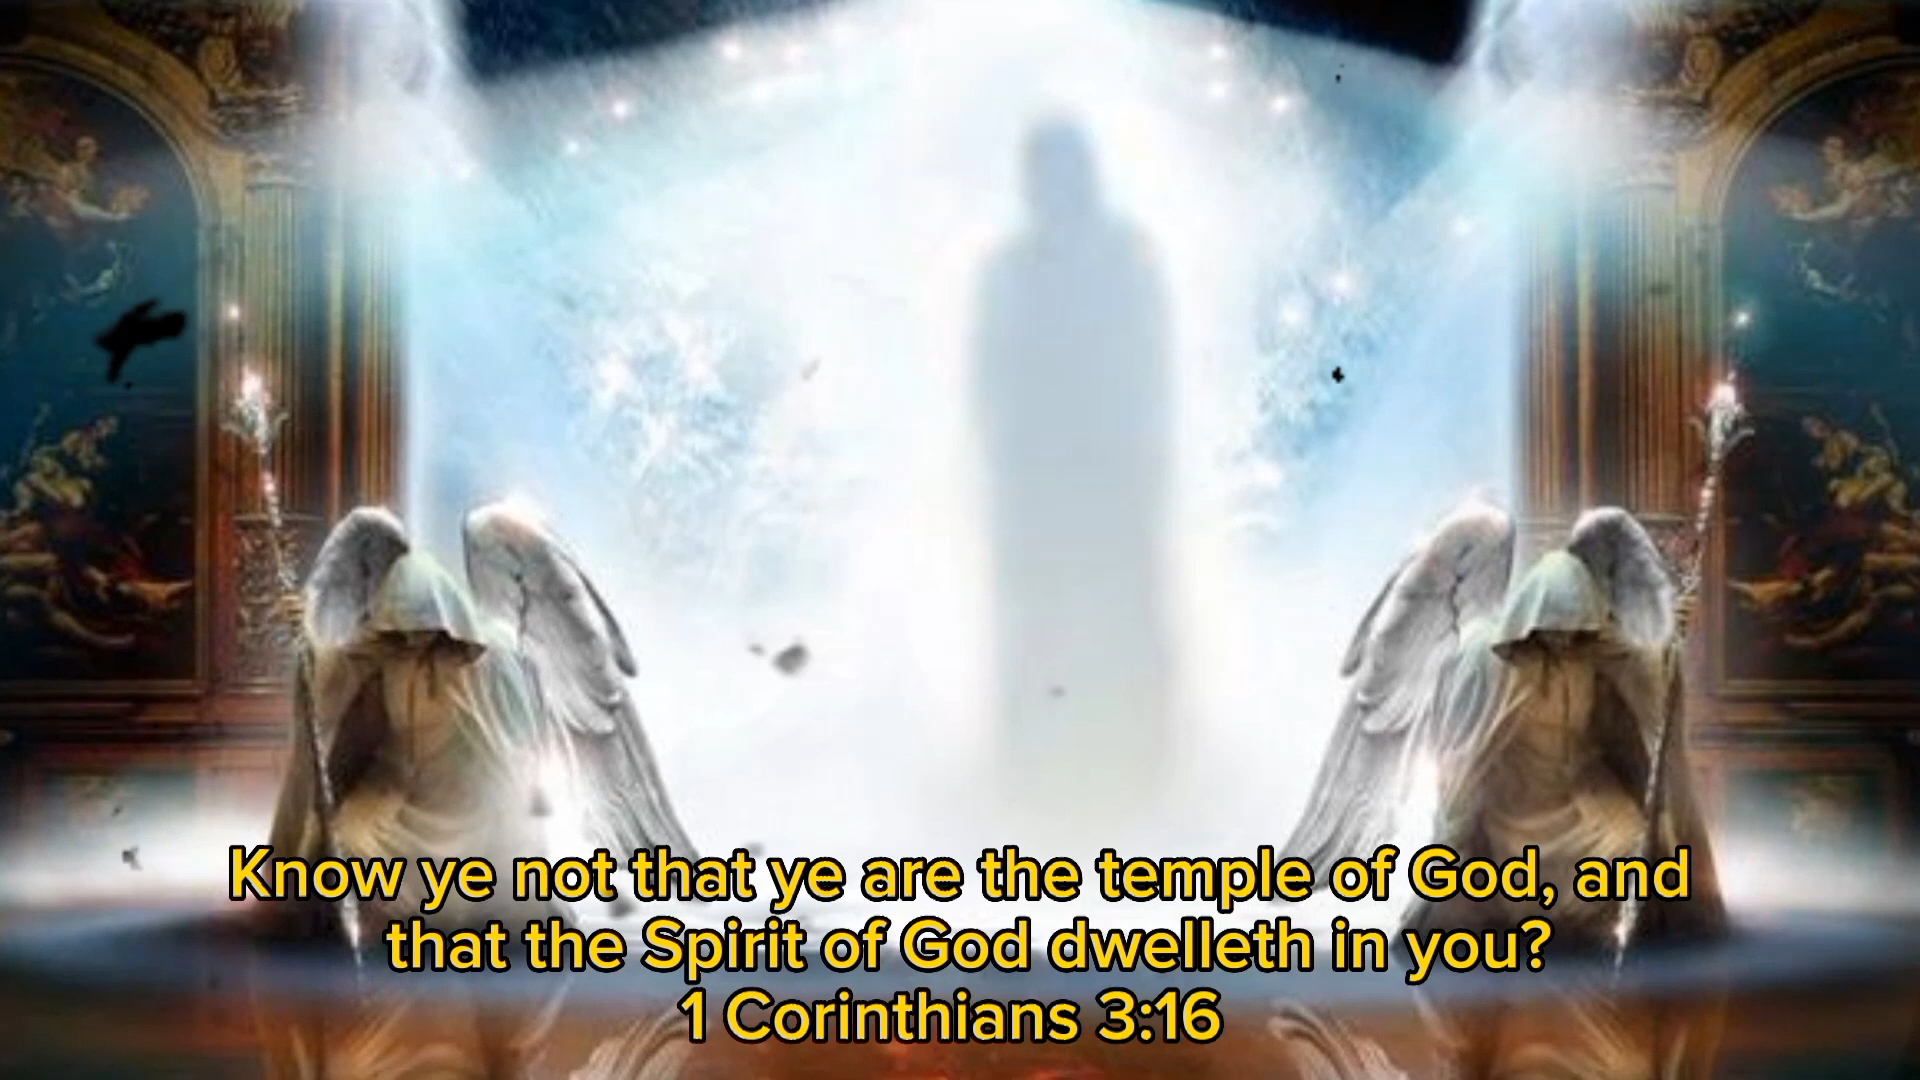 Know ye not that ye are the temple of God, and
that the Spirit of God dwelleth in you?
1 Corinthians 3:16